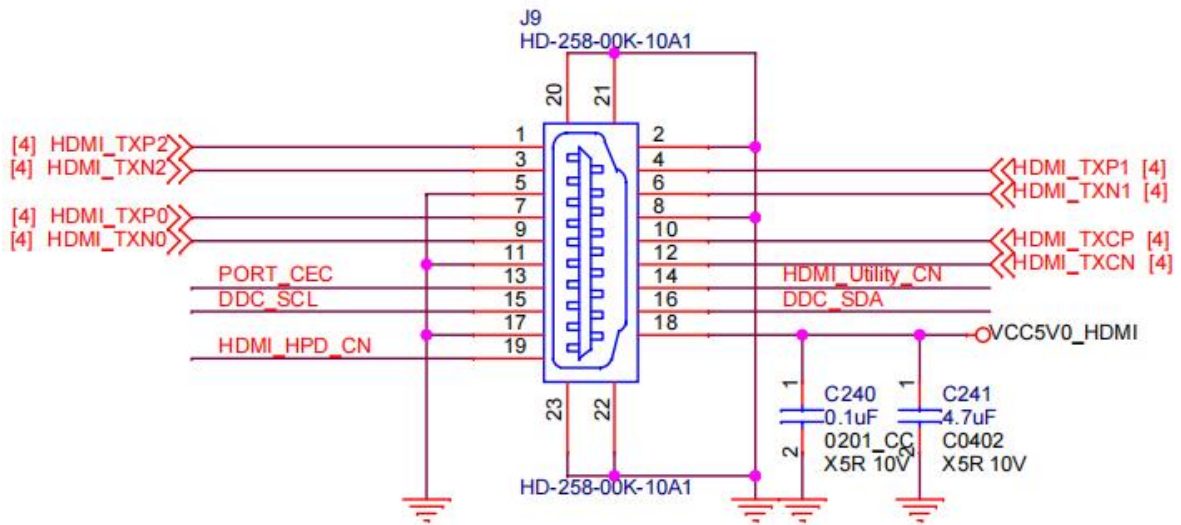 J9
HD-258-00K-10A1
20 21
[4] HDMI_TXP2 1 2
[4] HDMI_TXN2 3 4 HDMI_TXP1 [4]
5 6 HDMI_TXN1 [4]
[4] HDMI_TXP0 7 8
[4] HDMI_TXN0 9 10 HDMI_TXCP [4]
11 12 HDMI_TXCN [4]
PORT_CEC 13 14 HDMI_Utility_CN
DDC_SCL 15 16 DDC_SDA
17 18 VCC5V0_HDMI
HDMI_HPD_CN 19
23 22
1 C240 1 C241
0.1uF 4.7uF
2 0201_CC 2 C0402
X5R 10V X5R 10V
HD-258-00K-10A1